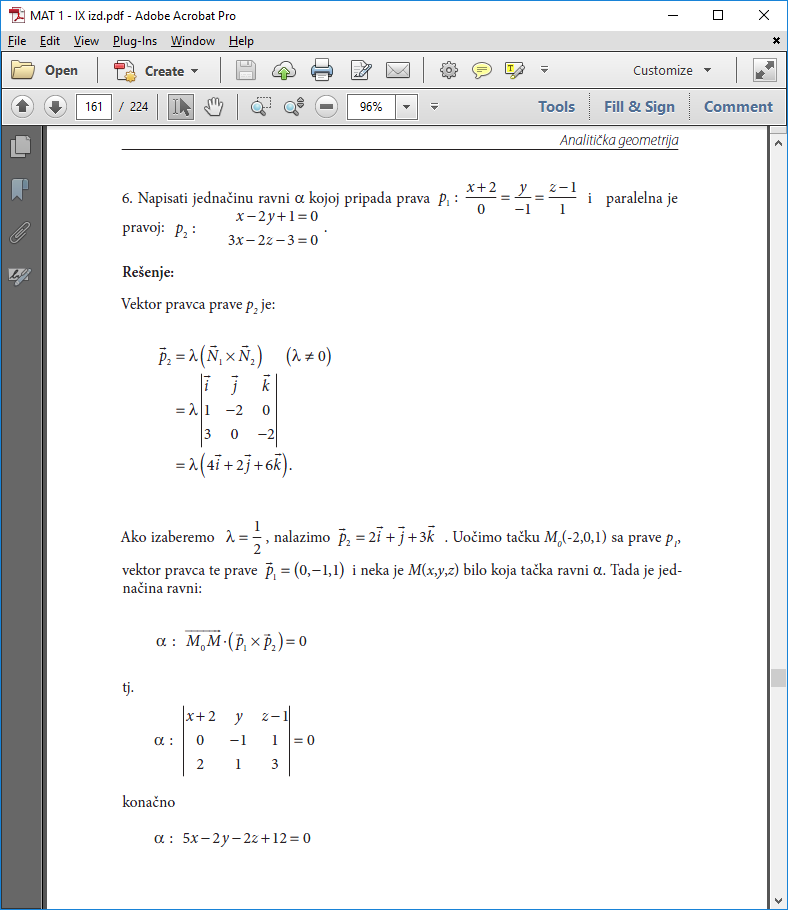 MAT 1 - IX izd.pdf - Adobe Acrobat Pro
File Edit View Plug-Ins Window Help
Open Create Customize
161 / 224 96% Tools Fill & Sign Comment
Analitička geometrija
6. Napisati jednačinu ravni α kojoj pripada prava p₁ : (x+2)/0 = y/−1 = (z−1)/1 i paralelna je
pravoj: p₂ : x−2y+1=0
3x−2z−3=0 .
Rešenje:
Vektor pravca prave p₂ je:
p⃗₂ = λ(N⃗₁ × N⃗₂) (λ ≠ 0)
= λ | i⃗ j⃗ k⃗ |
| 1 −2 0 |
| 3 0 −2 |
= λ(4i⃗ + 2j⃗ + 6k⃗).
Ako izaberemo λ = 1/2 , nalazimo p⃗₂ = 2i⃗ + j⃗ + 3k⃗ . Uočimo tačku M₀(-2,0,1) sa prave p₁,
vektor pravca te prave p⃗₁ = (0,−1,1) i neka je M(x,y,z) bilo koja tačka ravni α. Tada je jed-
načina ravni:
α : M₀M⃗ · (p⃗₁ × p⃗₂) = 0
tj.
| x+2 y z−1 |
α : | 0 −1 1 | = 0
| 2 1 3 |
konačno
α : 5x−2y−2z+12=0